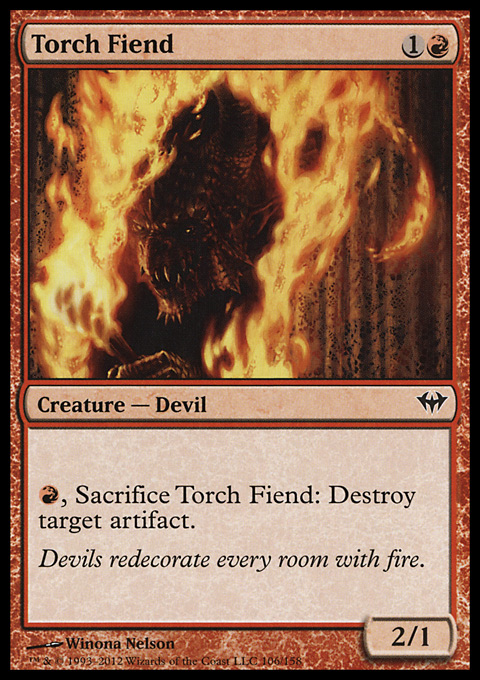 Torch Fiend 1
Creature — Devil
, Sacrifice Torch Fiend: Destroy
target artifact.
Devils redecorate every room with fire.
Winona Nelson
2/1
™ & © 1993–2012 Wizards of the Coast LLC 106/158